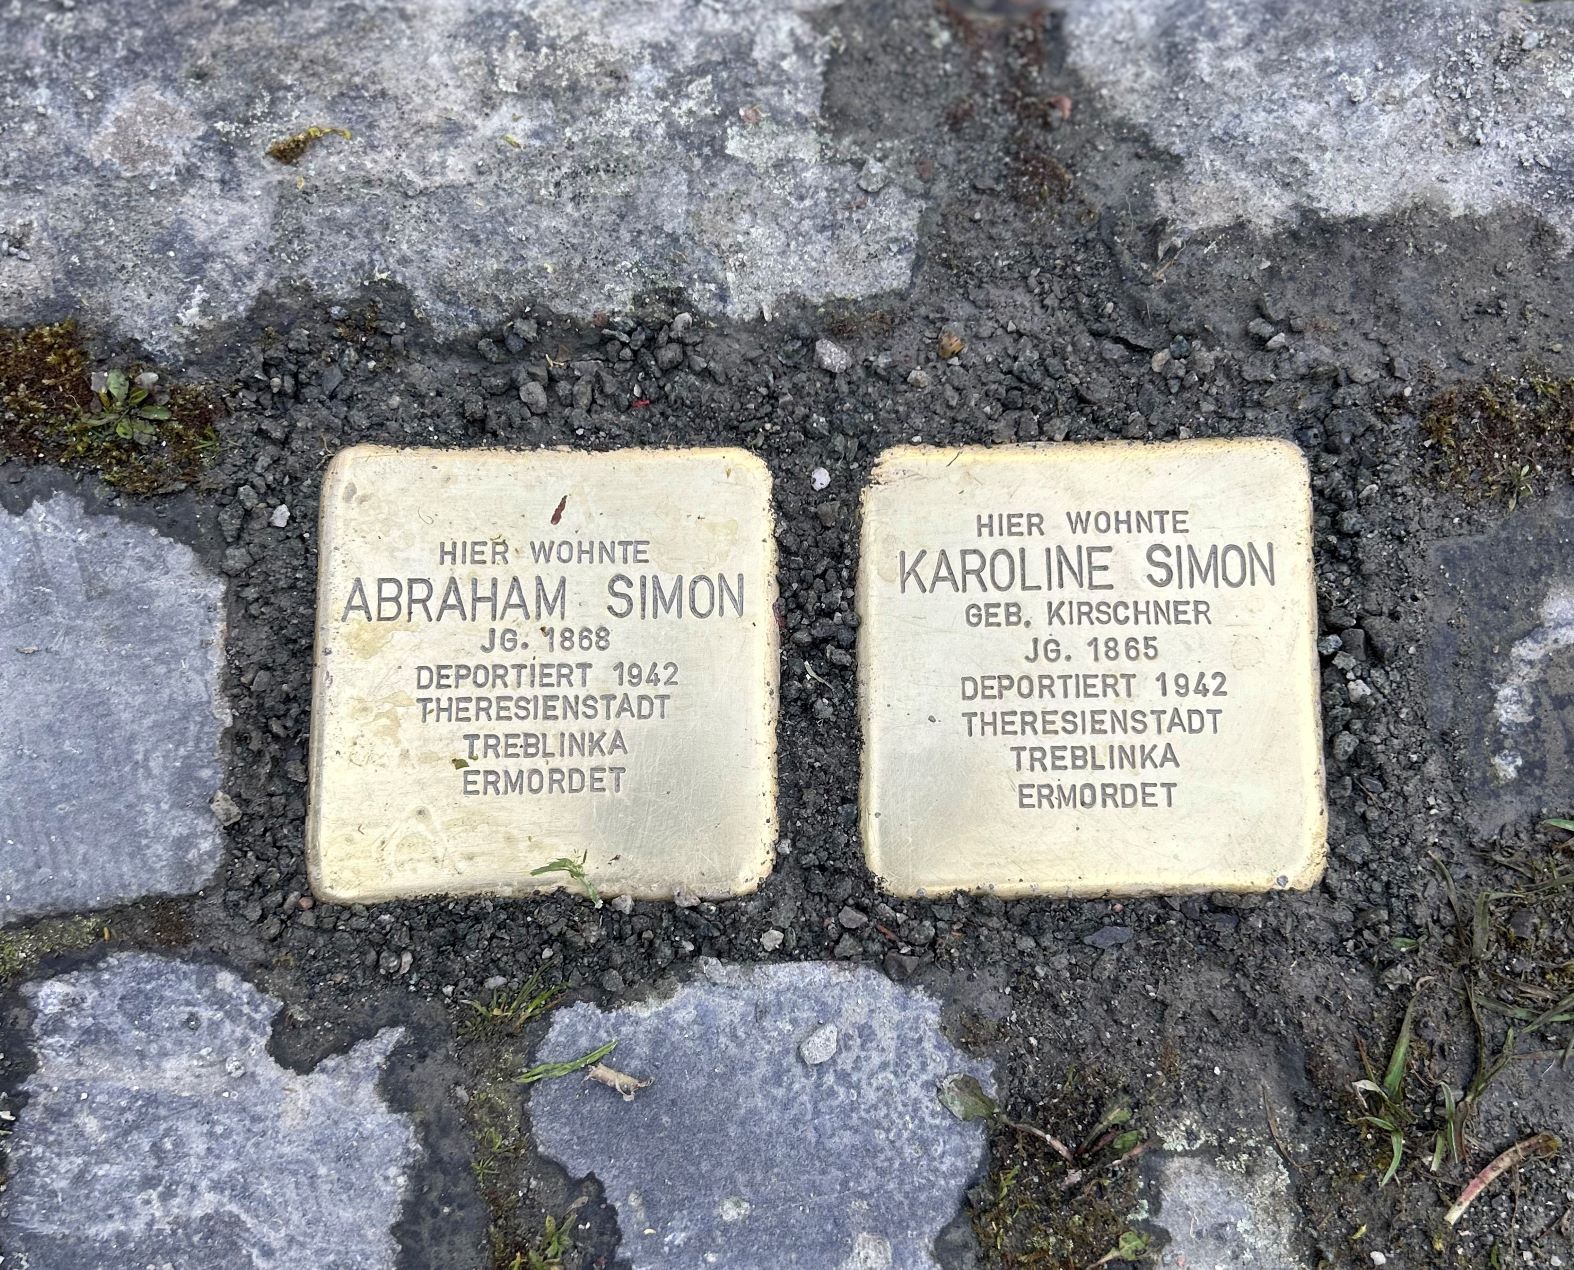 HIER WOHNTE
ABRAHAM SIMON
JG. 1868
DEPORTIERT 1942
THERESIENSTADT
TREBLINKA
ERMORDET
HIER WOHNTE
KAROLINE SIMON
GEB. KIRSCHNER
JG. 1865
DEPORTIERT 1942
THERESIENSTADT
TREBLINKA
ERMORDET